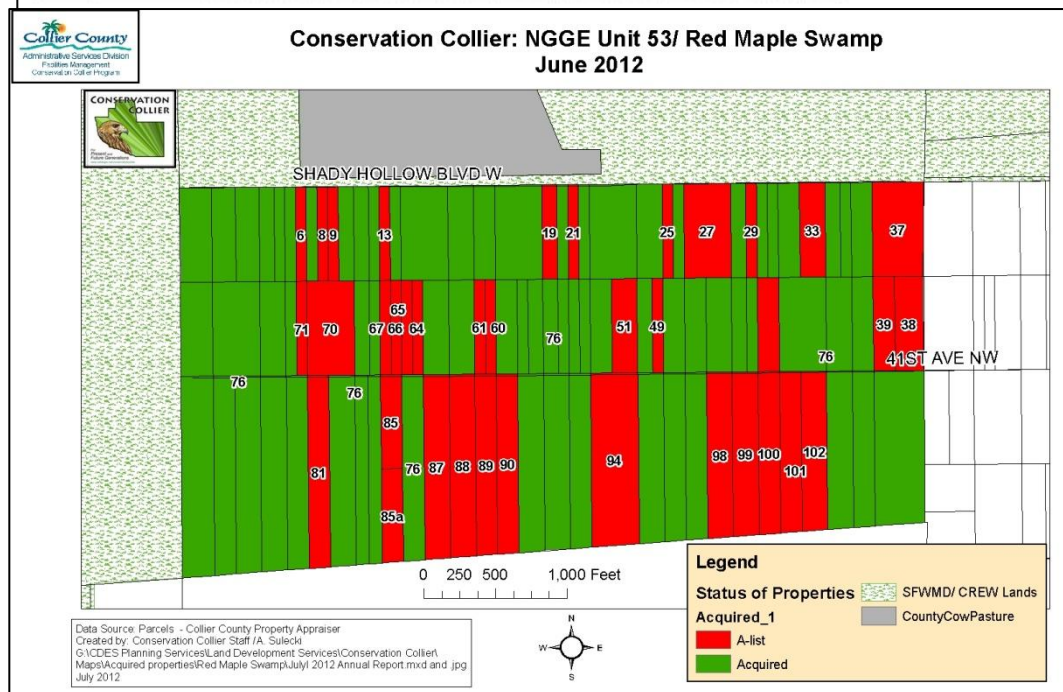 Collier County
Administrative Services Division
Facilities Management
Conservation Collier Program
Conservation Collier: NGGE Unit 53/ Red Maple Swamp
June 2012
CONSERVATION
COLLIER
SHADY HOLLOW BLVD W
6
8
9
13
19
21
25
27
29
33
37
71
70
67
65
66
64
61
60
76
51
49
76
39
38
41ST AVE NW
76
76
81
85
85a
76
87
88
89
90
94
98
99
100
101
102
0 250 500 1,000 Feet
N
W E
S
Legend
Status of Properties
Acquired_1
A-list
Acquired
SFWMD/ CREW Lands
CountyCowPasture
Data Source: Parcels - Collier County Property Appraiser
Created by: Conservation Collier Staff /A. Sulecki
G:\CDES Planning Services\Land Development Services\Conservation Collier\
Maps\Acquired properties\Red Maple Swamp\Julyl 2012 Annual Report.mxd and .jpg
July 2012